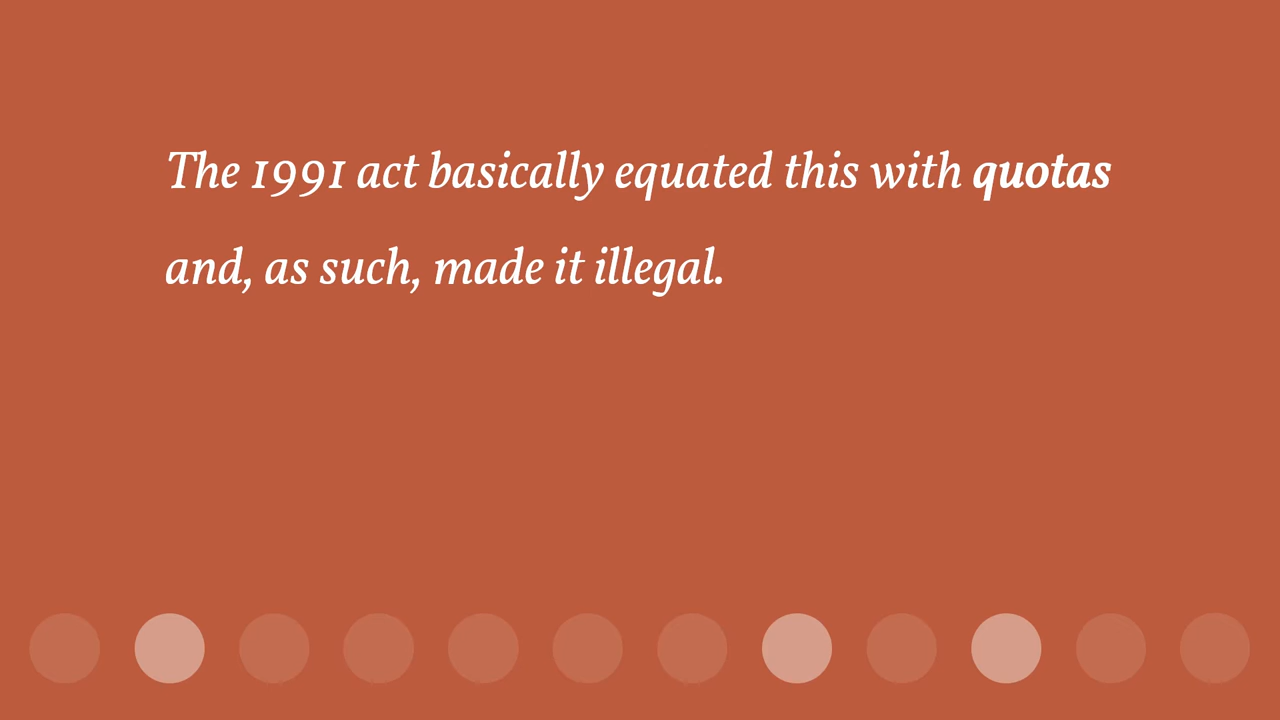 The 1991 act basically equated this with quotas
and, as such, made it illegal.